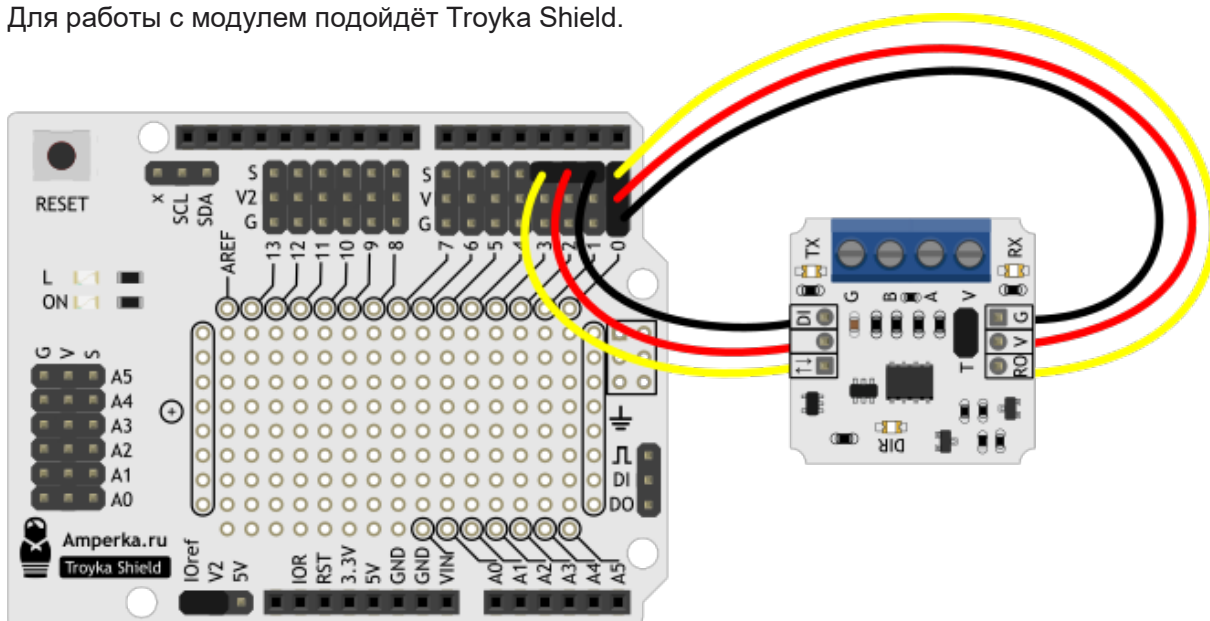 Для работы с модулем подойдёт Troyka Shield.
RESET
X
SCL
SDA
S
V2
G
S
V
G
AREF
13
12
11
10
9
8
7
6
5
4
3
2
1
0
L
ON
G V S
A5
A4
A3
A2
A1
A0
DI
DO
Amperka.ru
Troyka Shield
IOref
V2
5V
IOR
RST
3.3V
5V
GND
GND
VIN
A0
A1
A2
A3
A4
A5
TX
RX
G
B
A
V
DI
G
V
RO
T
DIR